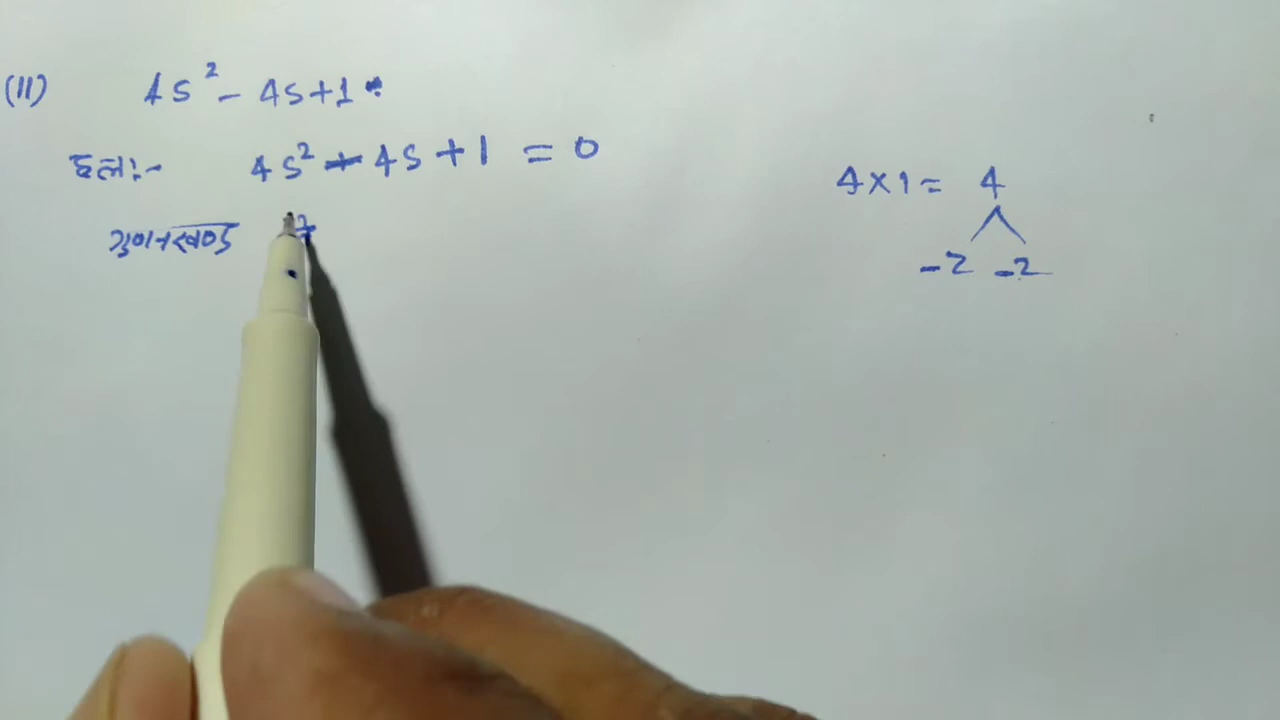 (II) 4s² - 4s+1
हल:- 4s² - 4s + 1 = 0
4×1= 4
गुणनखण्ड
-2 -2